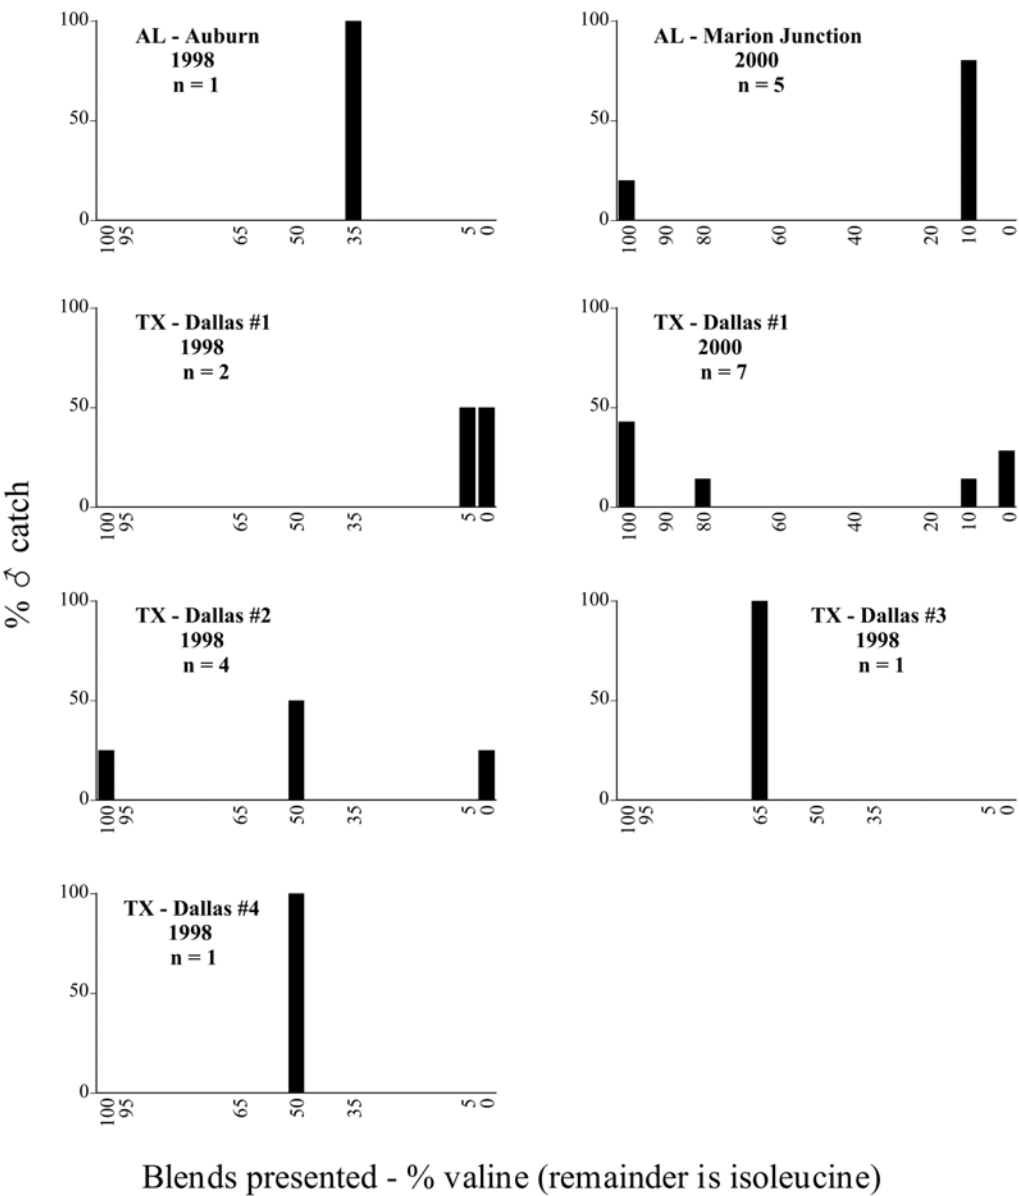 100
50
0
AL - Auburn
1998
n = 1
100 95 65 50 35 5 0
100
50
0
AL - Marion Junction
2000
n = 5
100 90 80 60 40 20 10 0
100
50
0
TX - Dallas #1
1998
n = 2
100 95 65 50 35 5 0
100
50
0
TX - Dallas #1
2000
n = 7
100 90 80 60 40 20 10 0
% ♂ catch
100
50
0
TX - Dallas #2
1998
n = 4
100 95 65 50 35 5 0
100
50
0
TX - Dallas #3
1998
n = 1
100 95 65 50 35 5 0
100
50
0
TX - Dallas #4
1998
n = 1
100 95 65 50 35 5 0
Blends presented - % valine (remainder is isoleucine)